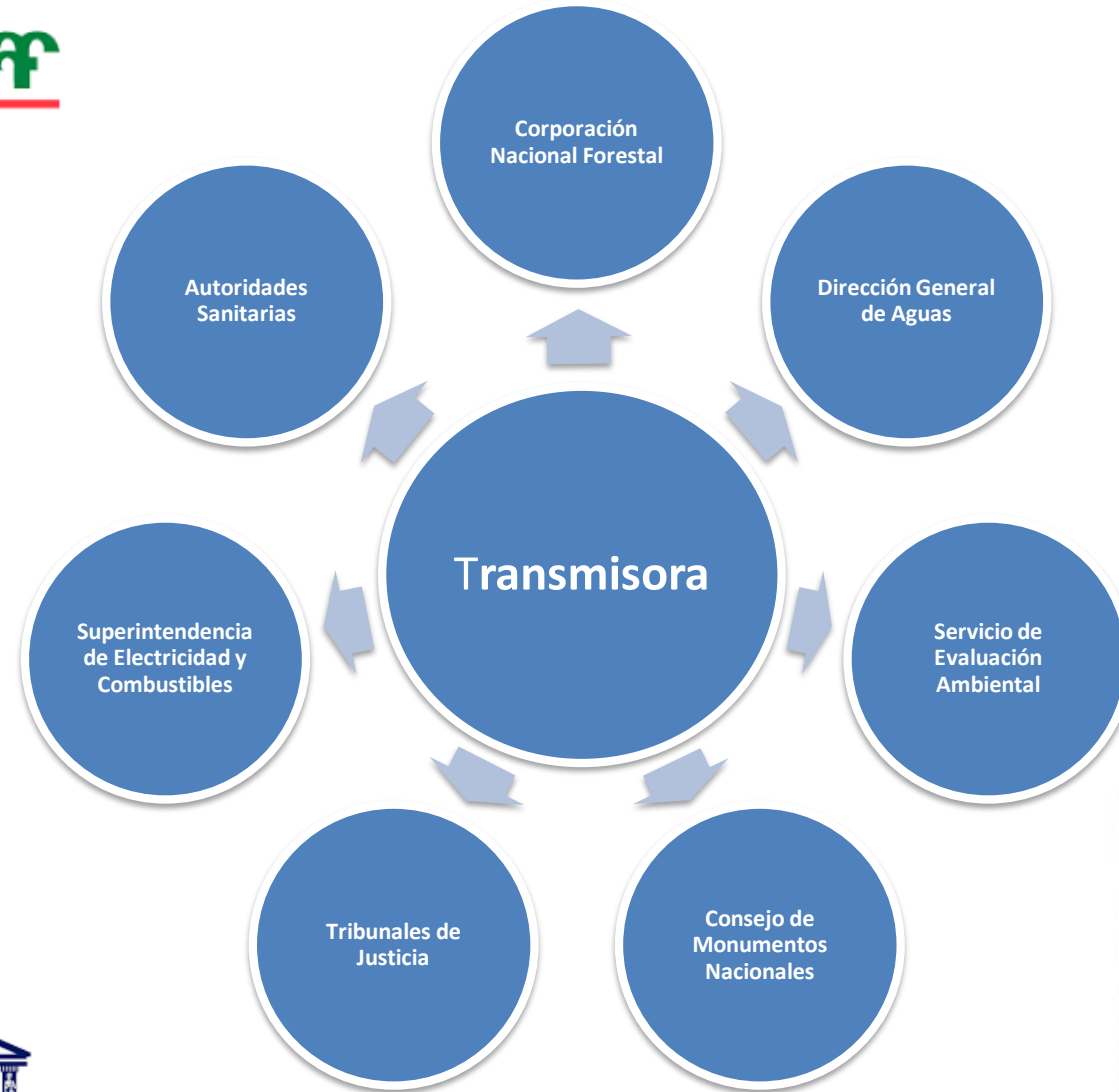 Corporación
Nacional Forestal
Autoridades
Sanitarias
Dirección General
de Aguas
Transmisora
Superintendencia
de Electricidad y
Combustibles
Servicio de
Evaluación
Ambiental
Tribunales de
Justicia
Consejo de
Monumentos
Nacionales